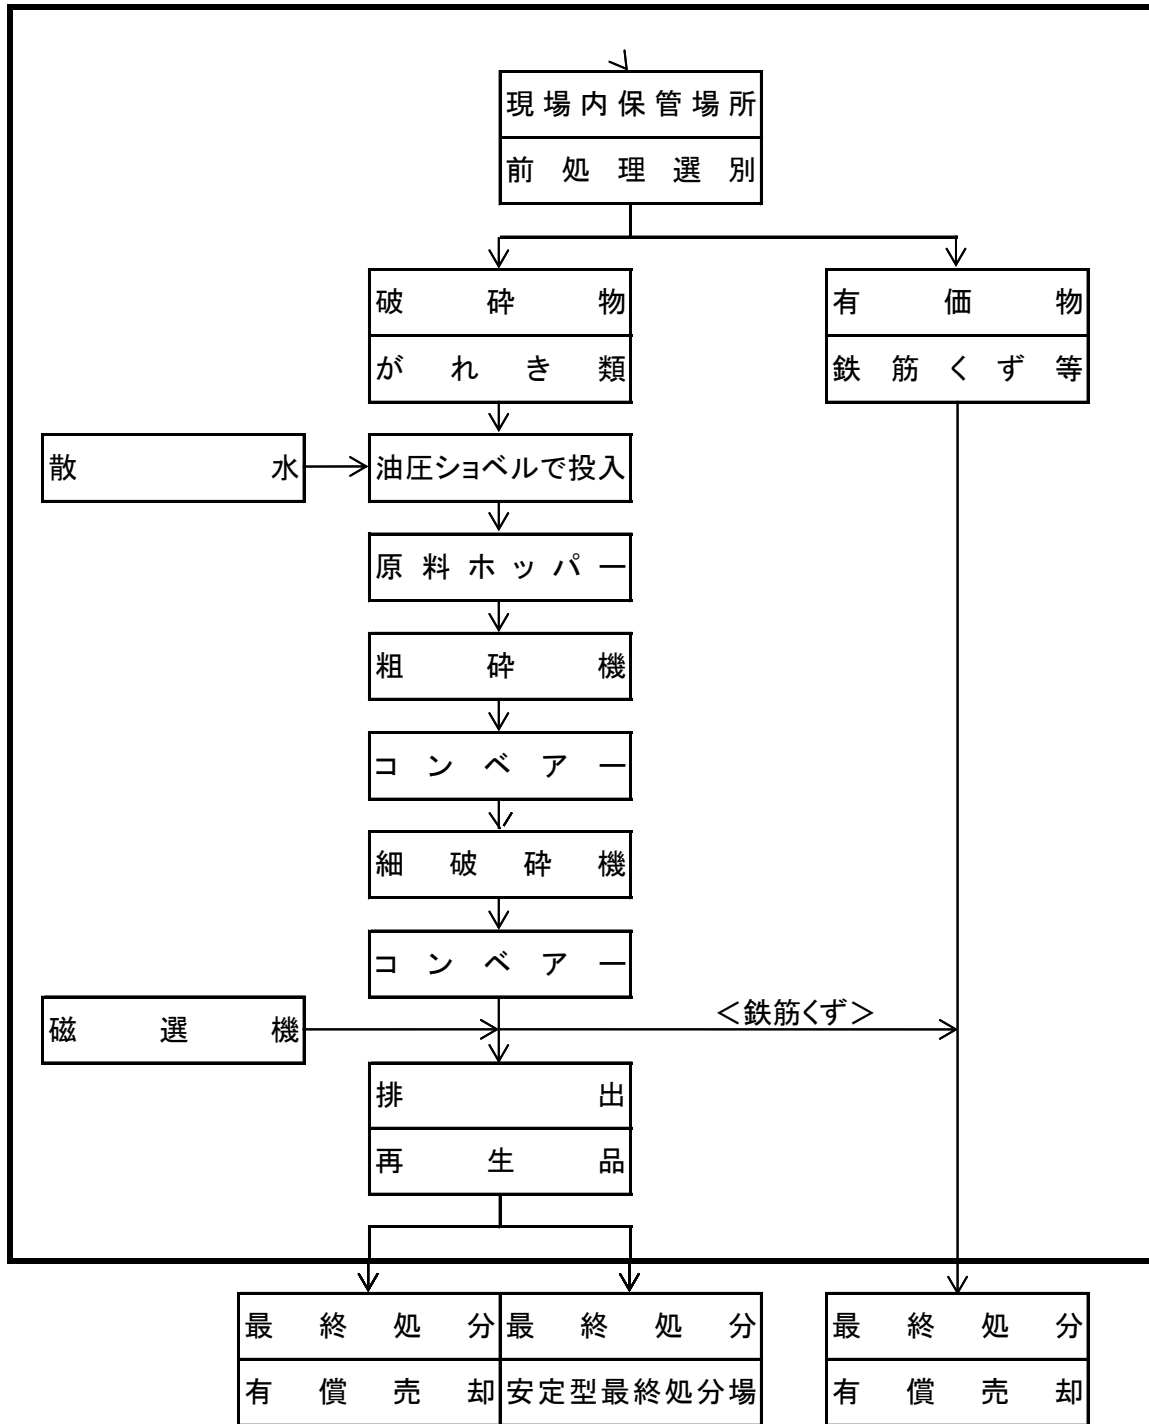 現場内保管場所
前処理選別
破砕物
有価物
がれき類
鉄筋くず等
散水
油圧ショベルで投入
原料ホッパー
粗砕機
コンベアー
細破砕機
コンベアー
磁選機
＜鉄筋くず＞
排出
再生品
最終処分
最終処分
最終処分
有償売却
安定型最終処分場
有償売却